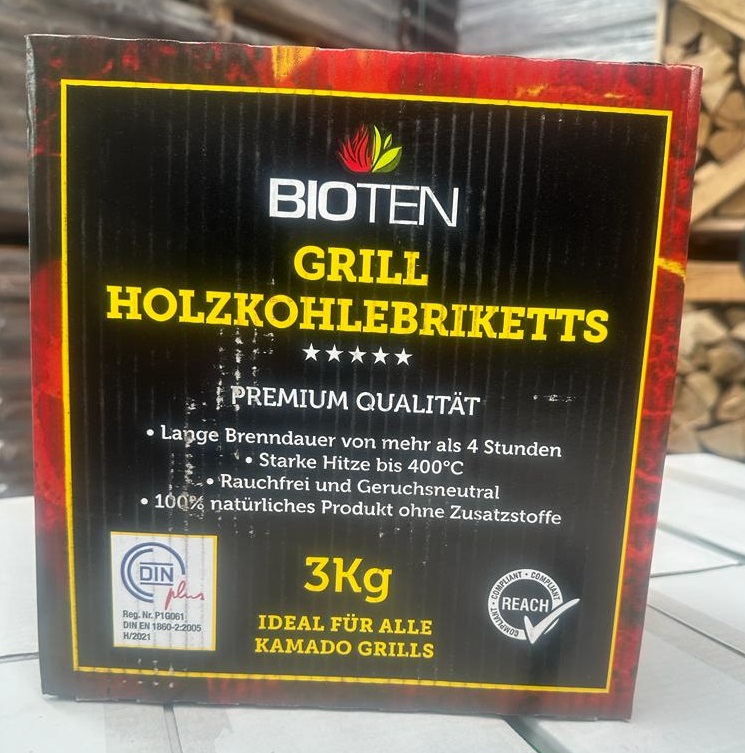 BIOTEN
GRILL
HOLZKOHLEBRIKETTS
PREMIUM QUALITÄT
• Lange Brenndauer von mehr als 4 Stunden
• Starke Hitze bis 400°C
• Rauchfrei und Geruchsneutral
• 100% natürliches Produkt ohne Zusatzstoffe
DIN
plus
Reg. Nr. P1G061
DIN EN 1860-2:2005
H/2021
3Kg
IDEAL FÜR ALLE
KAMADO GRILLS
COMPLIANT • COMPLIANT • COMPLIANT
REACH